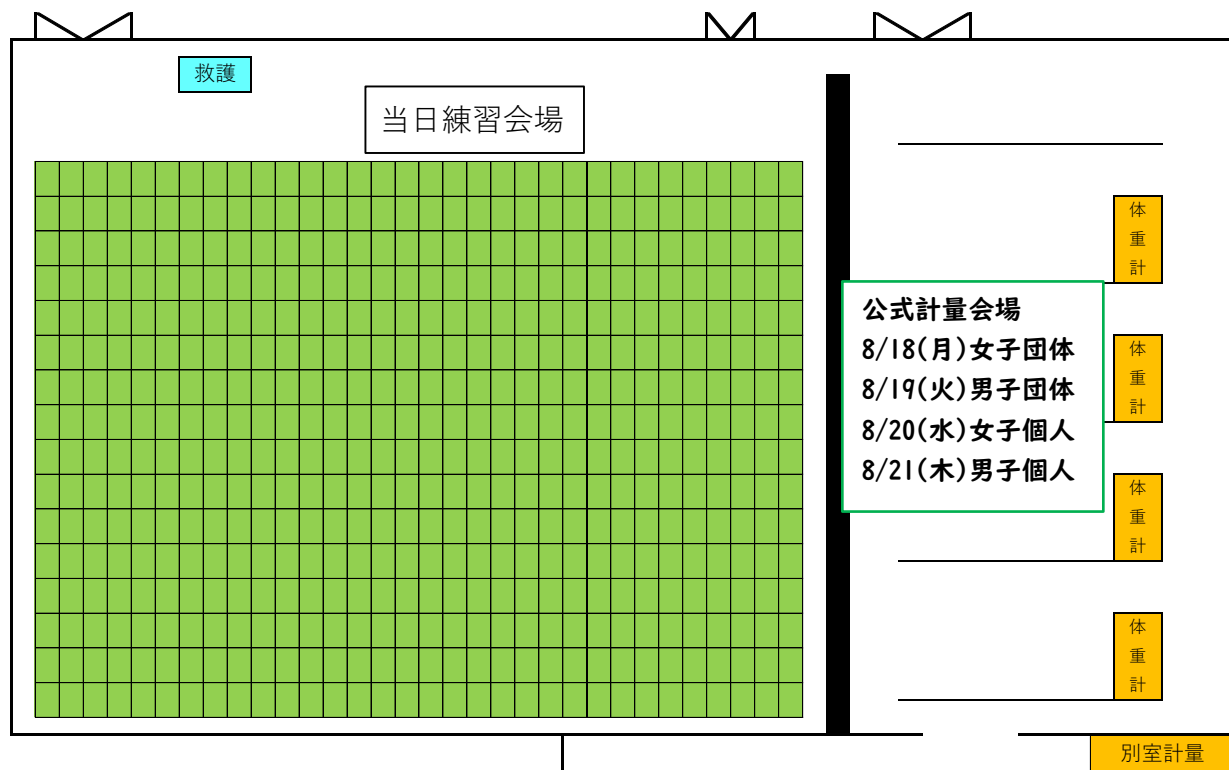 救護
当日練習会場
体重計
公式計量会場
8/18(月)女子団体
8/19(火)男子団体
8/20(水)女子個人
8/21(木)男子個人
体重計
体重計
体重計
別室計量